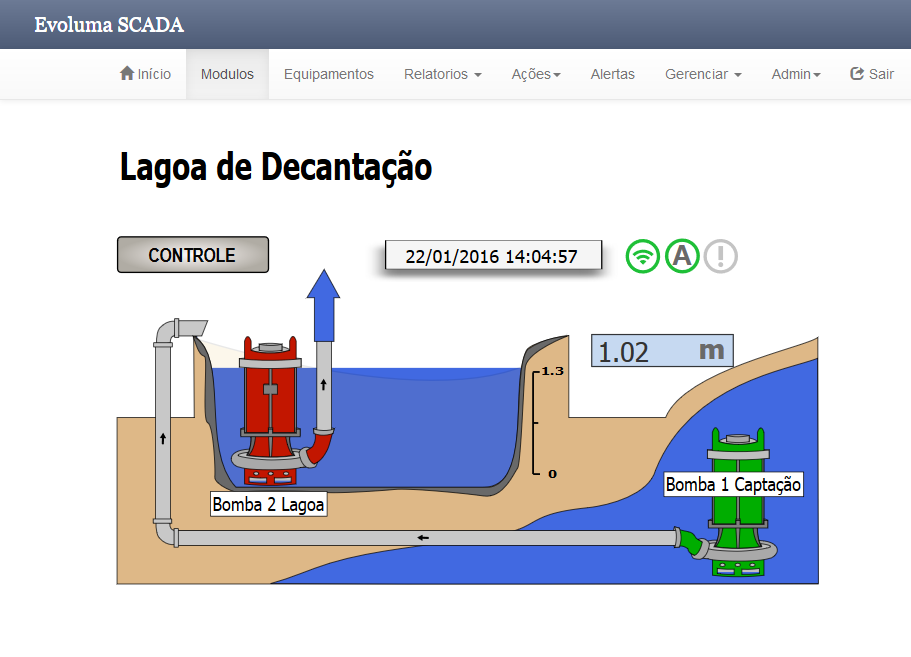 Evoluma SCADA
Início Modulos Equipamentos Relatorios Ações Alertas Gerenciar Admin Sair
Lagoa de Decantação
CONTROLE
22/01/2016 14:04:57
A !
1.02 m
1.3
0
Bomba 1 Captação
Bomba 2 Lagoa